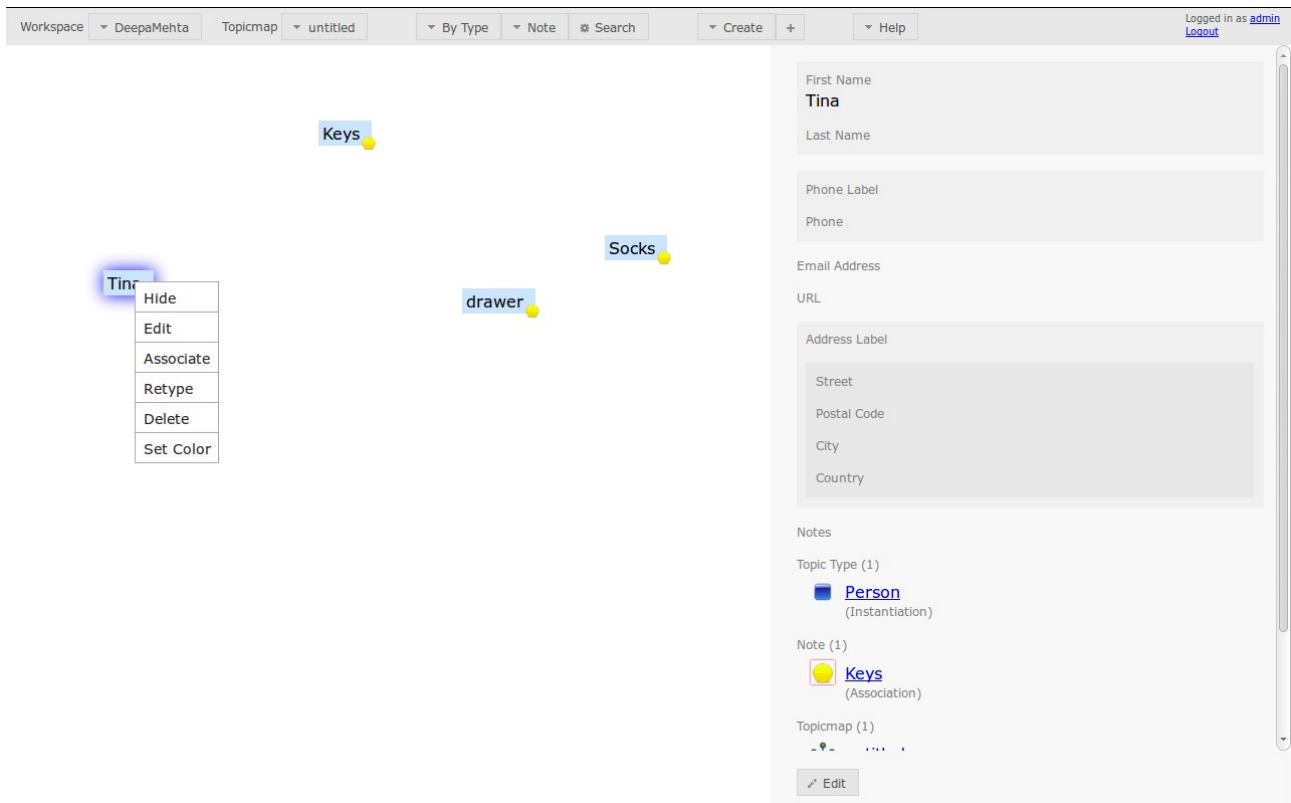 Workspace DeepaMehta Topicmap untitled By Type Note Search Create + Help
Logged in as admin
Logout
Keys
Socks
Tina
drawer
Hide
Edit
Associate
Retype
Delete
Set Color
First Name
Tina
Last Name
Phone Label
Phone
Email Address
URL
Address Label
Street
Postal Code
City
Country
Notes
Topic Type (1)
Person
(Instantiation)
Note (1)
Keys
(Association)
Topicmap (1)
Edit